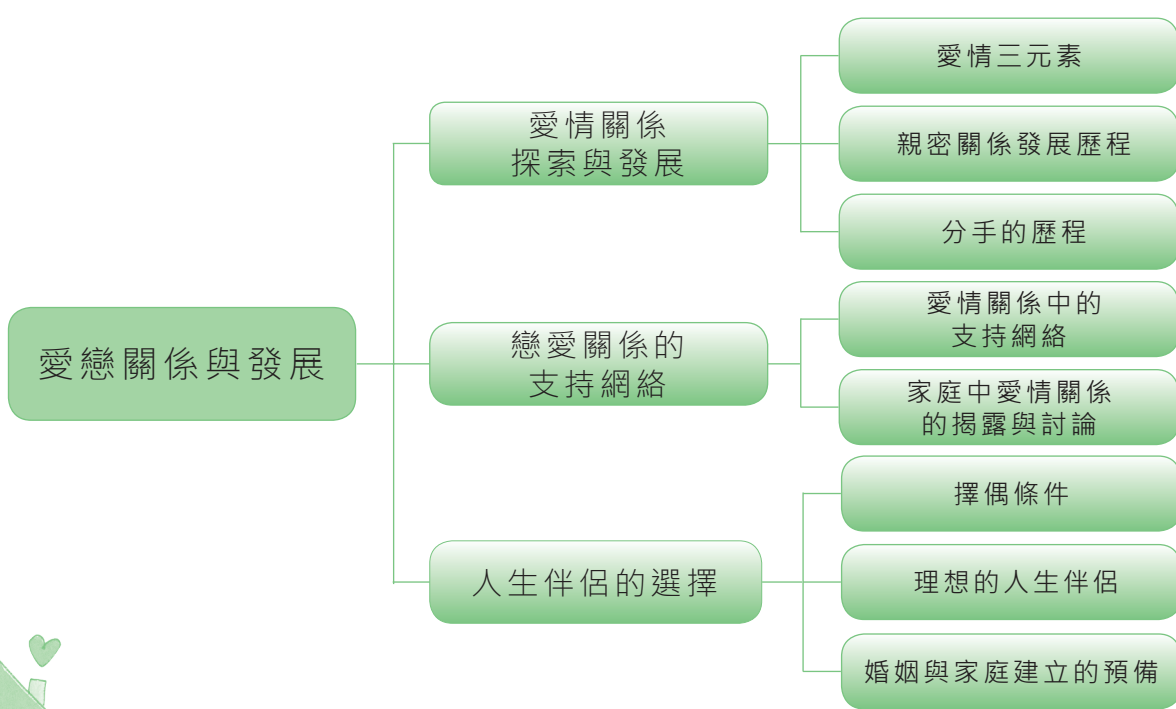 愛戀關係與發展
愛情關係
探索與發展
愛情三元素
親密關係發展歷程
分手的歷程
戀愛關係的
支持網絡
愛情關係中的
支持網絡
家庭中愛情關係
的揭露與討論
人生伴侶的選擇
擇偶條件
理想的人生伴侶
婚姻與家庭建立的預備